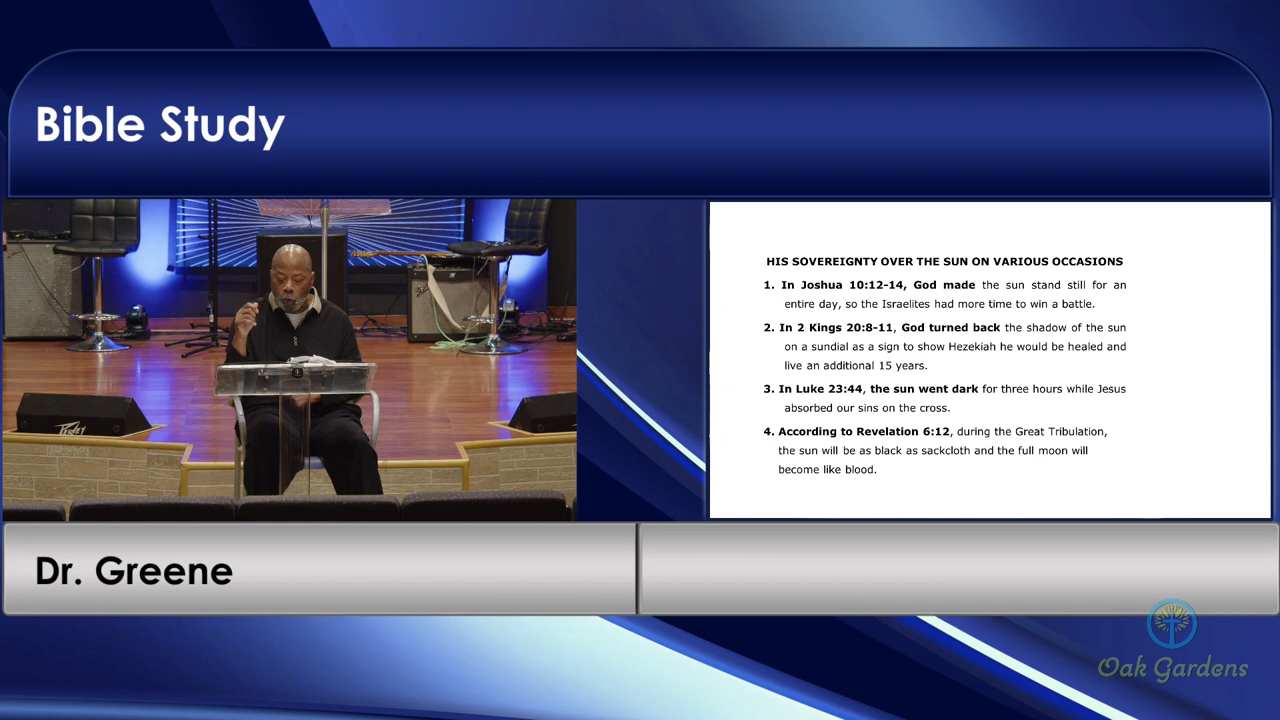 Bible Study
HIS SOVEREIGNTY OVER THE SUN ON VARIOUS OCCASIONS
1. In Joshua 10:12-14, God made the sun stand still for an
entire day, so the Israelites had more time to win a battle.
2. In 2 Kings 20:8-11, God turned back the shadow of the sun
on a sundial as a sign to show Hezekiah he would be healed and
live an additional 15 years.
3. In Luke 23:44, the sun went dark for three hours while Jesus
absorbed our sins on the cross.
4. According to Revelation 6:12, during the Great Tribulation,
the sun will be as black as sackcloth and the full moon will
become like blood.
PEAVEY
Dr. Greene
Oak Gardens